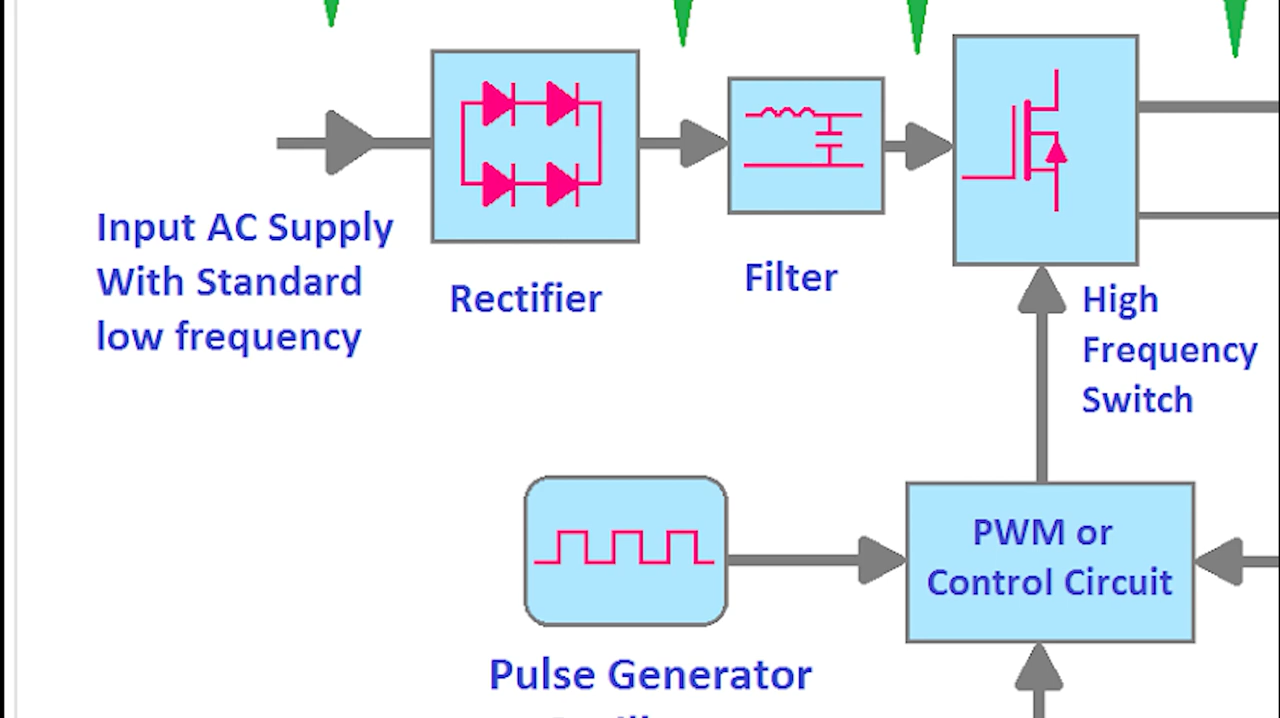 Input AC Supply
With Standard
low frequency
Rectifier
Filter
High
Frequency
Switch
PWM or
Control Circuit
Pulse Generator